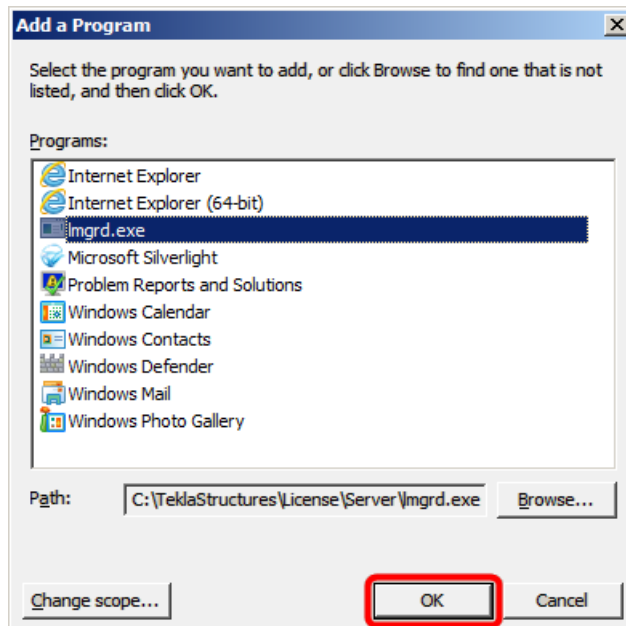 Add a Program
Select the program you want to add, or click Browse to find one that is not
listed, and then click OK.
Programs:
Internet Explorer
Internet Explorer (64-bit)
lmgrd.exe
Microsoft Silverlight
Problem Reports and Solutions
Windows Calendar
Windows Contacts
Windows Defender
Windows Mail
Windows Photo Gallery
Path: C:\TeklaStructures\License\Server\lmgrd.exe Browse...
Change scope... OK Cancel